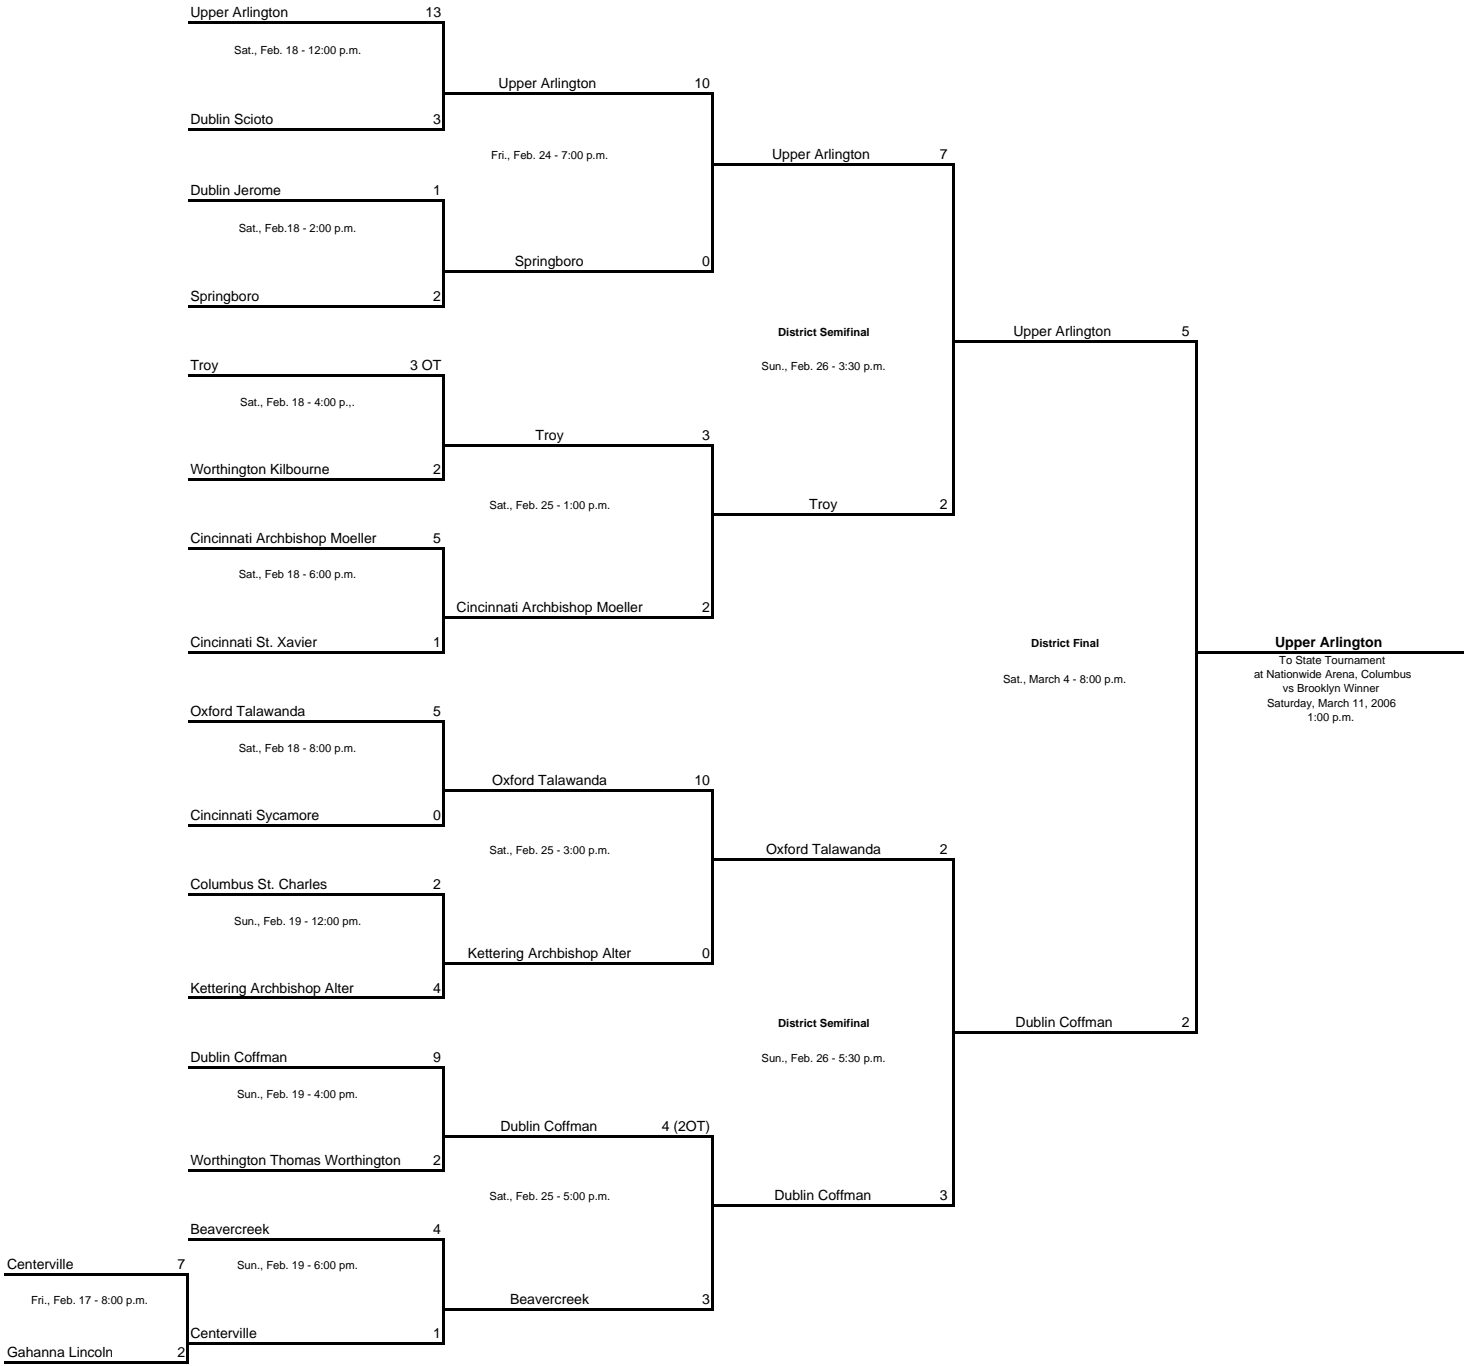 Upper Arlington 13
Sat., Feb. 18 - 12:00 p.m.
Upper Arlington 10
Dublin Scioto 3
Fri., Feb. 24 - 7:00 p.m.
Upper Arlington 7
Dublin Jerome 1
Sat., Feb.18 - 2:00 p.m.
Springboro 0
Springboro 2
District Semifinal
Upper Arlington 5
Troy 3 OT
Sun., Feb. 26 - 3:30 p.m.
Sat., Feb. 18 - 4:00 p.,.
Troy 3
Worthington Kilbourne 2
Sat., Feb. 25 - 1:00 p.m.
Troy 2
Cincinnati Archbishop Moeller 5
Sat., Feb 18 - 6:00 p.m.
Cincinnati Archbishop Moeller 2
Cincinnati St. Xavier 1
District Final
Upper Arlington
To State Tournament
at Nationwide Arena, Columbus
Sat., March 4 - 8:00 p.m.
vs Brooklyn Winner
Saturday, March 11, 2006
1:00 p.m.
Oxford Talawanda 5
Sat., Feb 18 - 8:00 p.m.
Oxford Talawanda 10
Cincinnati Sycamore 0
Sat., Feb. 25 - 3:00 p.m.
Oxford Talawanda 2
Columbus St. Charles 2
Sun., Feb. 19 - 12:00 pm.
Kettering Archbishop Alter 0
Kettering Archbishop Alter 4
District Semifinal
Dublin Coffman 2
Dublin Coffman 9
Sun., Feb. 26 - 5:30 p.m.
Sun., Feb. 19 - 4:00 pm.
Dublin Coffman 4 (2OT)
Worthington Thomas Worthington 2
Sat., Feb. 25 - 5:00 p.m.
Dublin Coffman 3
Beavercreek 4
Centerville 7
Sun., Feb. 19 - 6:00 pm.
Fri., Feb. 17 - 8:00 p.m.
Beavercreek 3
Centerville 1
Gahanna Lincoln 2